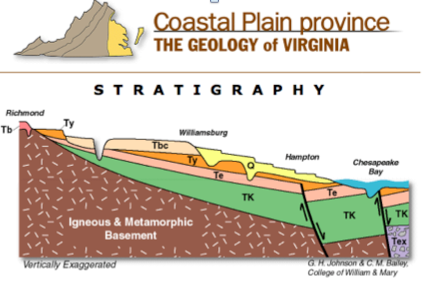 Coastal Plain province
THE GEOLOGY of VIRGINIA
STRATIGRAPHY
Richmond
Tb
Ty
Tbc
Williamsburg
Ty
Q
Hampton
Chesapeake
Bay
Te
Te
TK
TK
TK
Tex
Igneous & Metamorphic
Basement
Vertically Exaggerated
G. H. Johnson & C. M. Bailey,
College of William & Mary